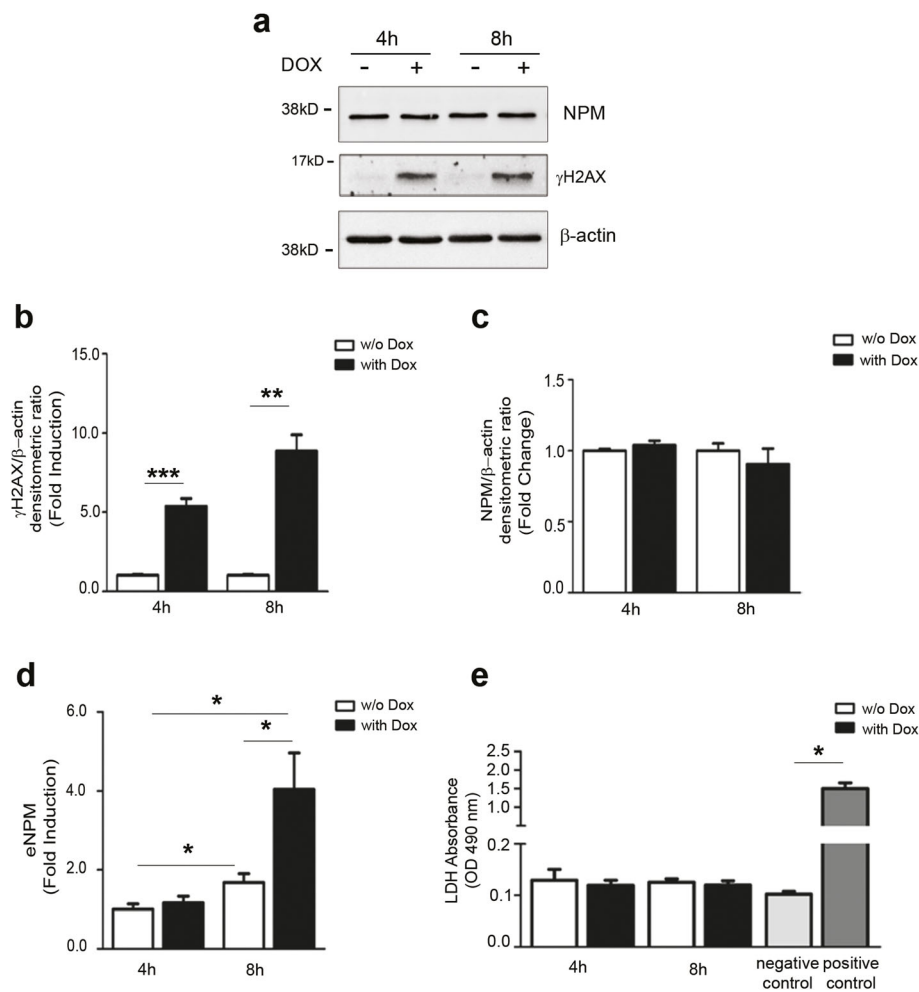 a
4h 8h
DOX - + - +
38kD NPM
17kD γH2AX
38kD β-actin
b
w/o Dox
with Dox
γH2AX/β-actin
densitometric ratio
(Fold Induction)
15.0
10.0
5.0
0.0
***
**
4h 8h
c
w/o Dox
with Dox
NPM/β-actin
densitometric ratio
(Fold Change)
1.5
1.0
0.5
0.0
4h 8h
d
w/o Dox
with Dox
eNPM
(Fold Induction)
6.0
4.0
2.0
0.0
*
*
*
4h 8h
e
w/o Dox
with Dox
LDH Absorbance
(OD 490 nm)
2.5
2.0
1.5
1.0
0.2
0.1
0.0
*
4h 8h negative positive
control control